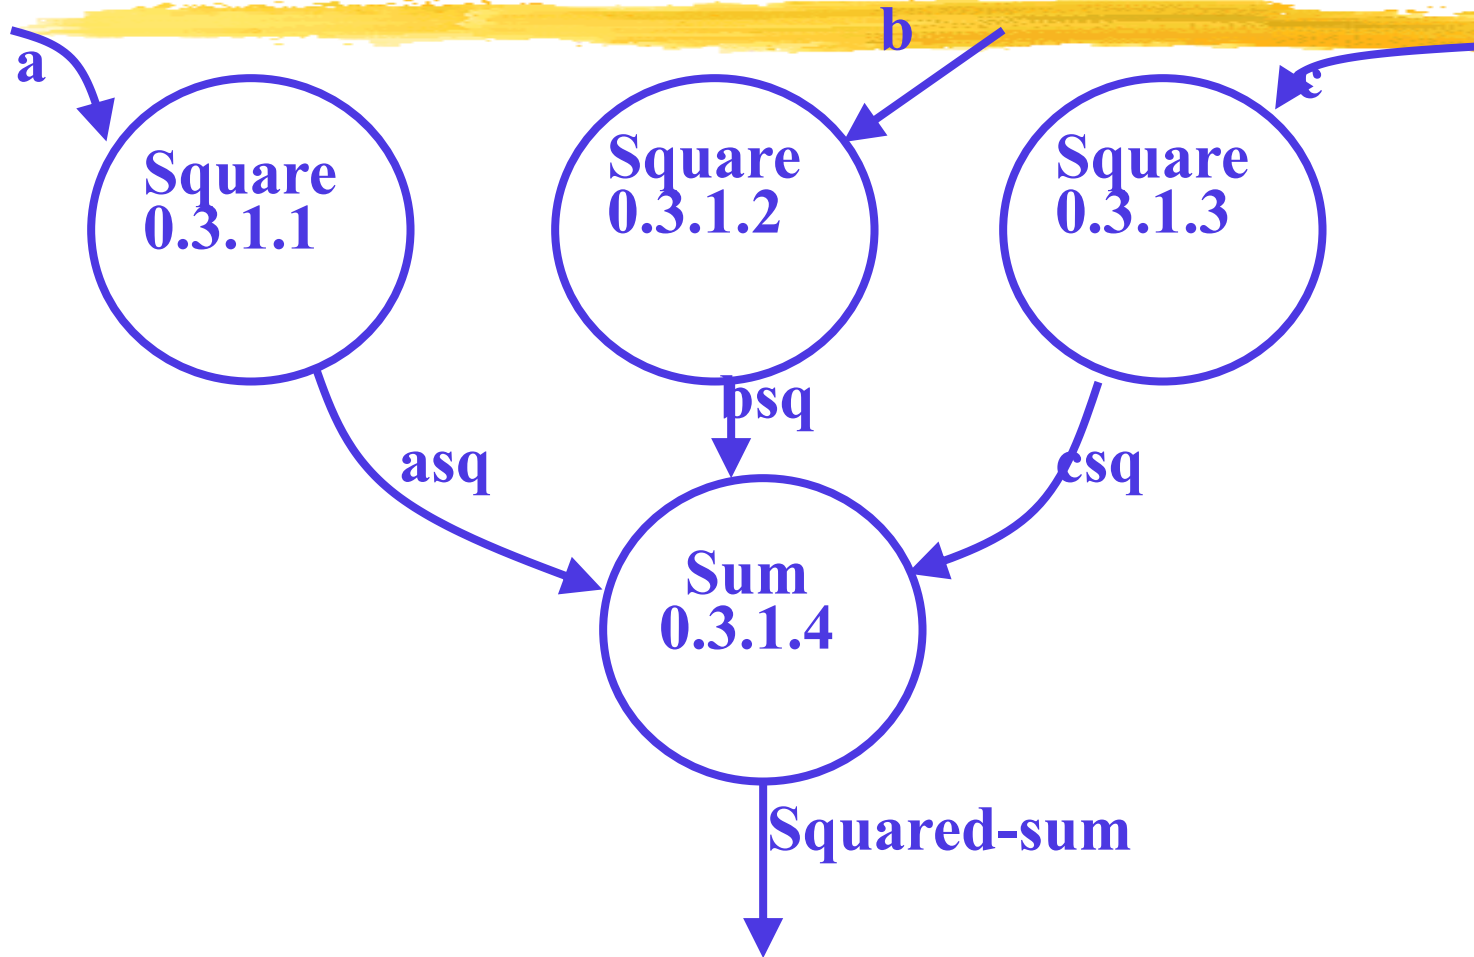 a
b
c
Square
0.3.1.1
Square
0.3.1.2
Square
0.3.1.3
asq
bsq
csq
Sum
0.3.1.4
Squared-sum